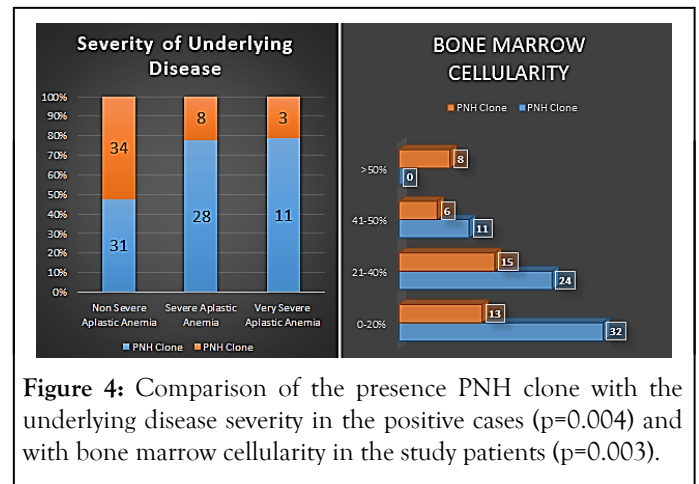 Severity of Underlying
Disease
100%
90%
80%
70%
60%
50%
40%
30%
20%
10%
0%
34
8
3
31
28
11
Non Severe
Aplastic Anemia
Severe Aplastic
Anemia
Very Severe
Aplastic Anemia
PNH Clone PNH Clone
BONE MARROW
CELLULARITY
PNH Clone PNH Clone
>50% 8
0
41-50% 6
11
21-40% 15
24
0-20% 13
32
Figure 4: Comparison of the presence PNH clone with the
underlying disease severity in the positive cases (p=0.004) and
with bone marrow cellularity in the study patients (p=0.003).